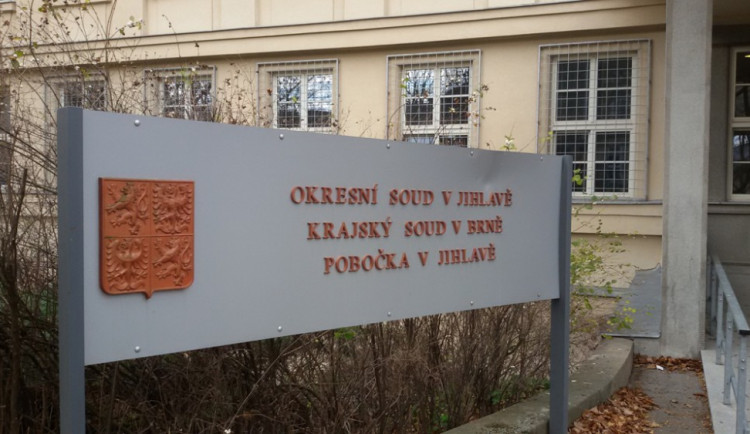 OKRESNÍ SOUD V JIHLAVĚ
KRAJSKÝ SOUD V BRNĚ
POBOČKA V JIHLAVĚ